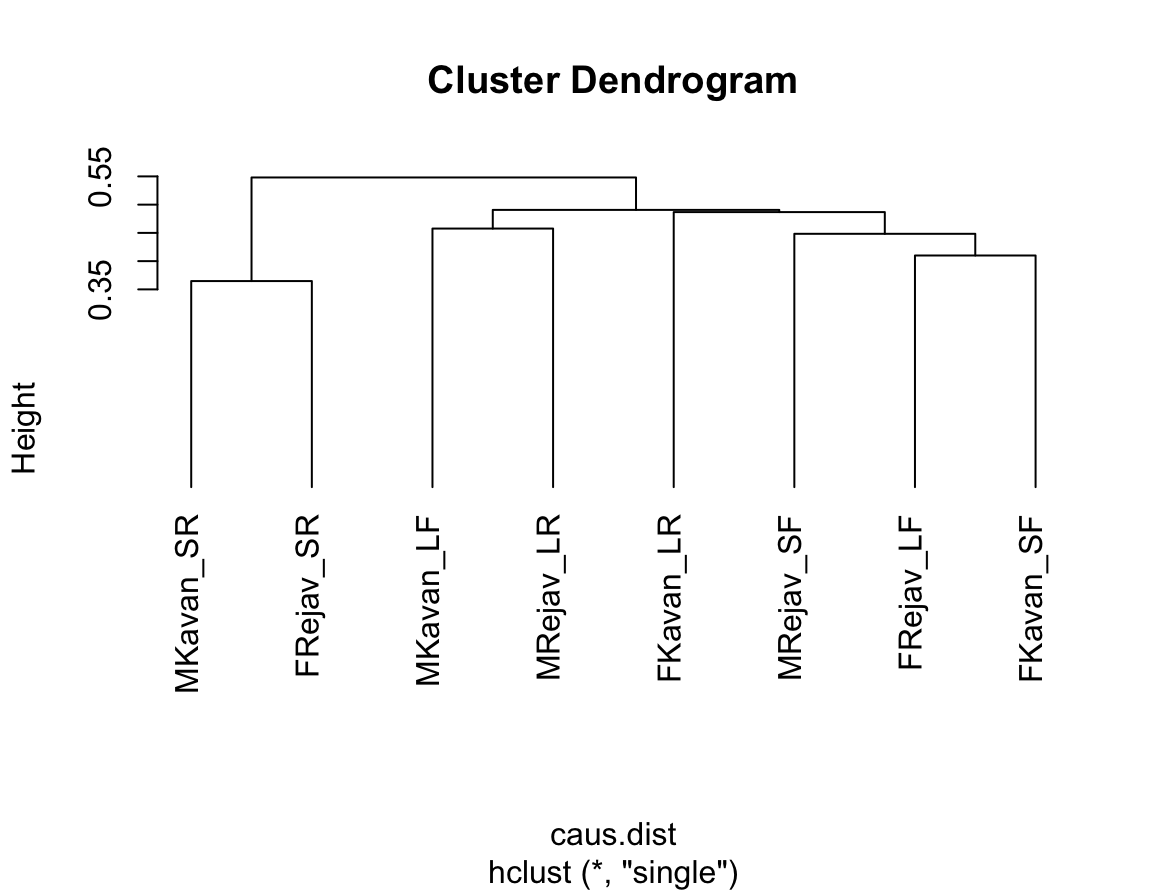 Cluster Dendrogram
0.55
0.35
Height
MKavan_SR
FRejav_SR
MKavan_LF
MRejav_LR
FKavan_LR
MRejav_SF
FRejav_LF
FKavan_SF
caus.dist
hclust (*, "single")